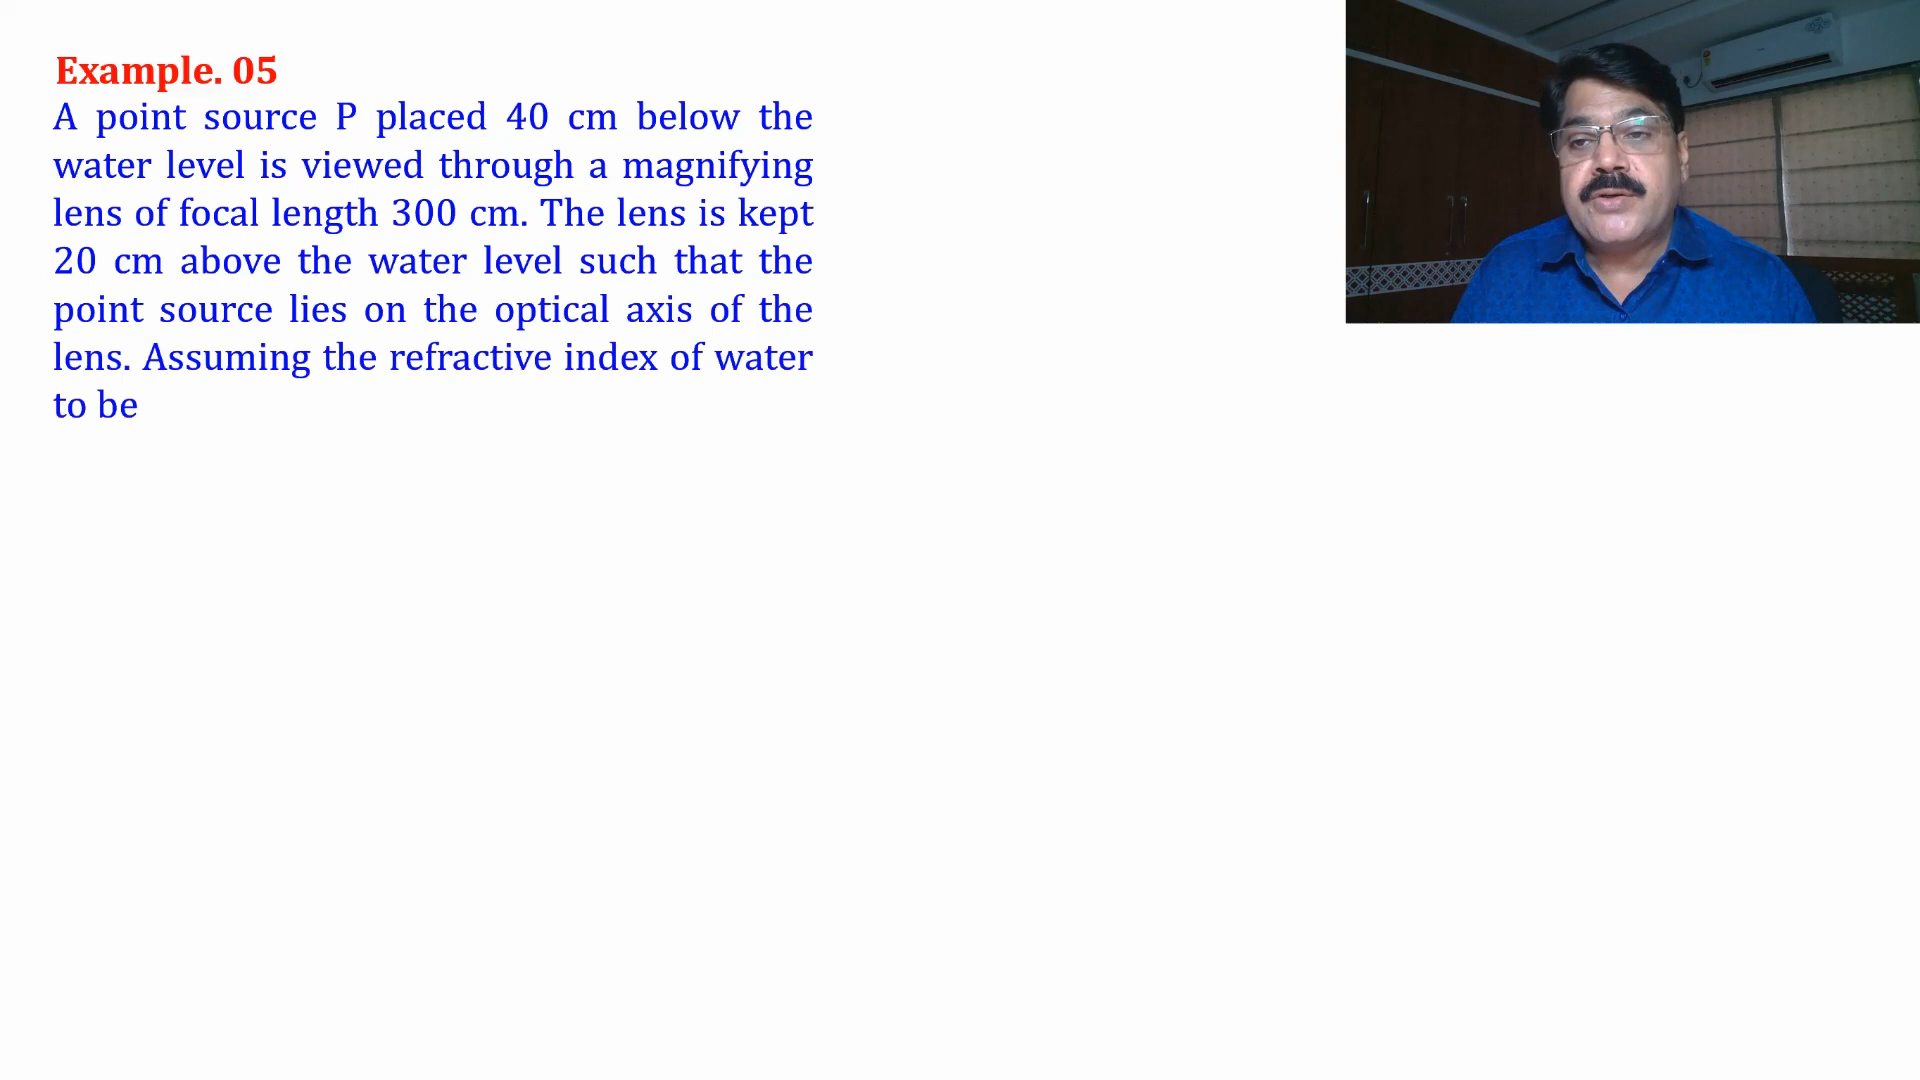 Example. 05
A point source P placed 40 cm below the
water level is viewed through a magnifying
lens of focal length 300 cm. The lens is kept
20 cm above the water level such that the
point source lies on the optical axis of the
lens. Assuming the refractive index of water
to be